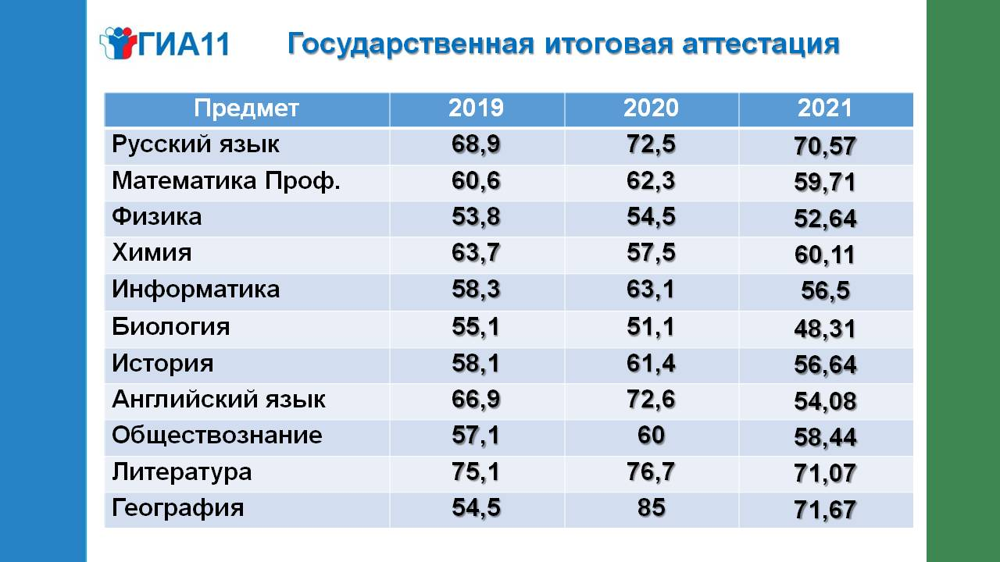 ГИА11 Государственная итоговая аттестация
Предмет 2019 2020 2021
Русский язык 68,9 72,5 70,57
Математика Проф. 60,6 62,3 59,71
Физика 53,8 54,5 52,64
Химия 63,7 57,5 60,11
Информатика 58,3 63,1 56,5
Биология 55,1 51,1 48,31
История 58,1 61,4 56,64
Английский язык 66,9 72,6 54,08
Обществознание 57,1 60 58,44
Литература 75,1 76,7 71,07
География 54,5 85 71,67